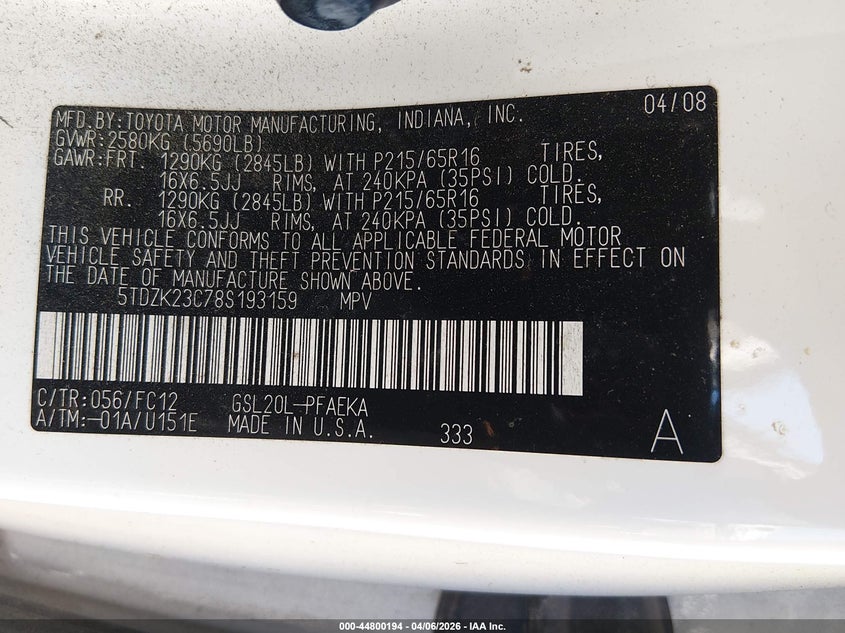 MFD.BY:TOYOTA MOTOR MANUFACTURING, INDIANA, INC. 04/08
GVWR:2580KG (5690LB)
GAWR:FRT. 1290KG (2845LB) WITH P215/65R16 TIRES,
16X6.5JJ RIMS, AT 240KPA (35PSI) COLD.
RR. 1290KG (2845LB) WITH P215/65R16 TIRES,
16X6.5JJ RIMS, AT 240KPA (35PSI) COLD.
THIS VEHICLE CONFORMS TO ALL APPLICABLE FEDERAL MOTOR
VEHICLE SAFETY AND THEFT PREVENTION STANDARDS IN EFFECT ON
THE DATE OF MANUFACTURE SHOWN ABOVE.
5TDZK23C78S193159 MPV
C/TR:056/FC12 GSL20L-PFAEKA
A/TM:-01A/U151E MADE IN U.S.A. 333 A
000-44800194 - 04/06/2026 - IAA Inc.